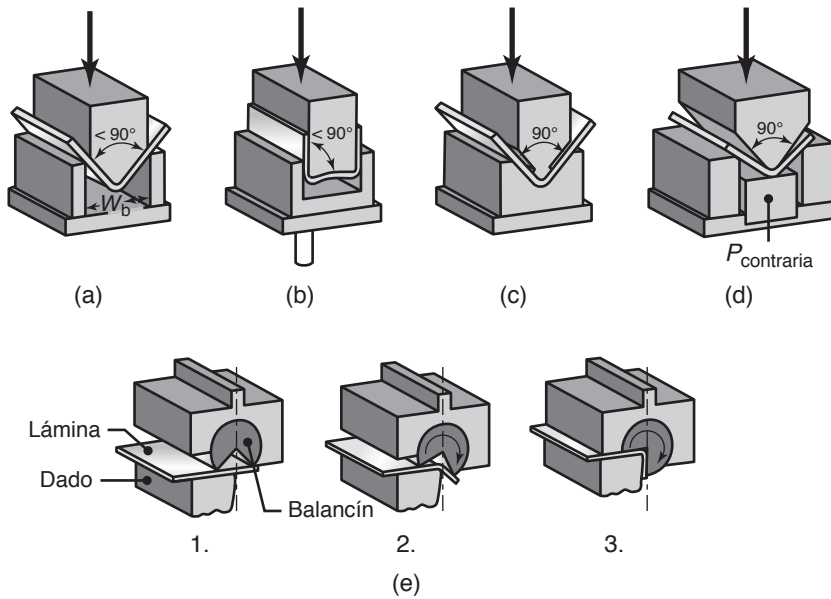 < 90°
W_b
(a)
< 90°
(b)
90°
(c)
90°
P_contraria
(d)
Lámina
Dado
Balancín
1.
2.
3.
(e)